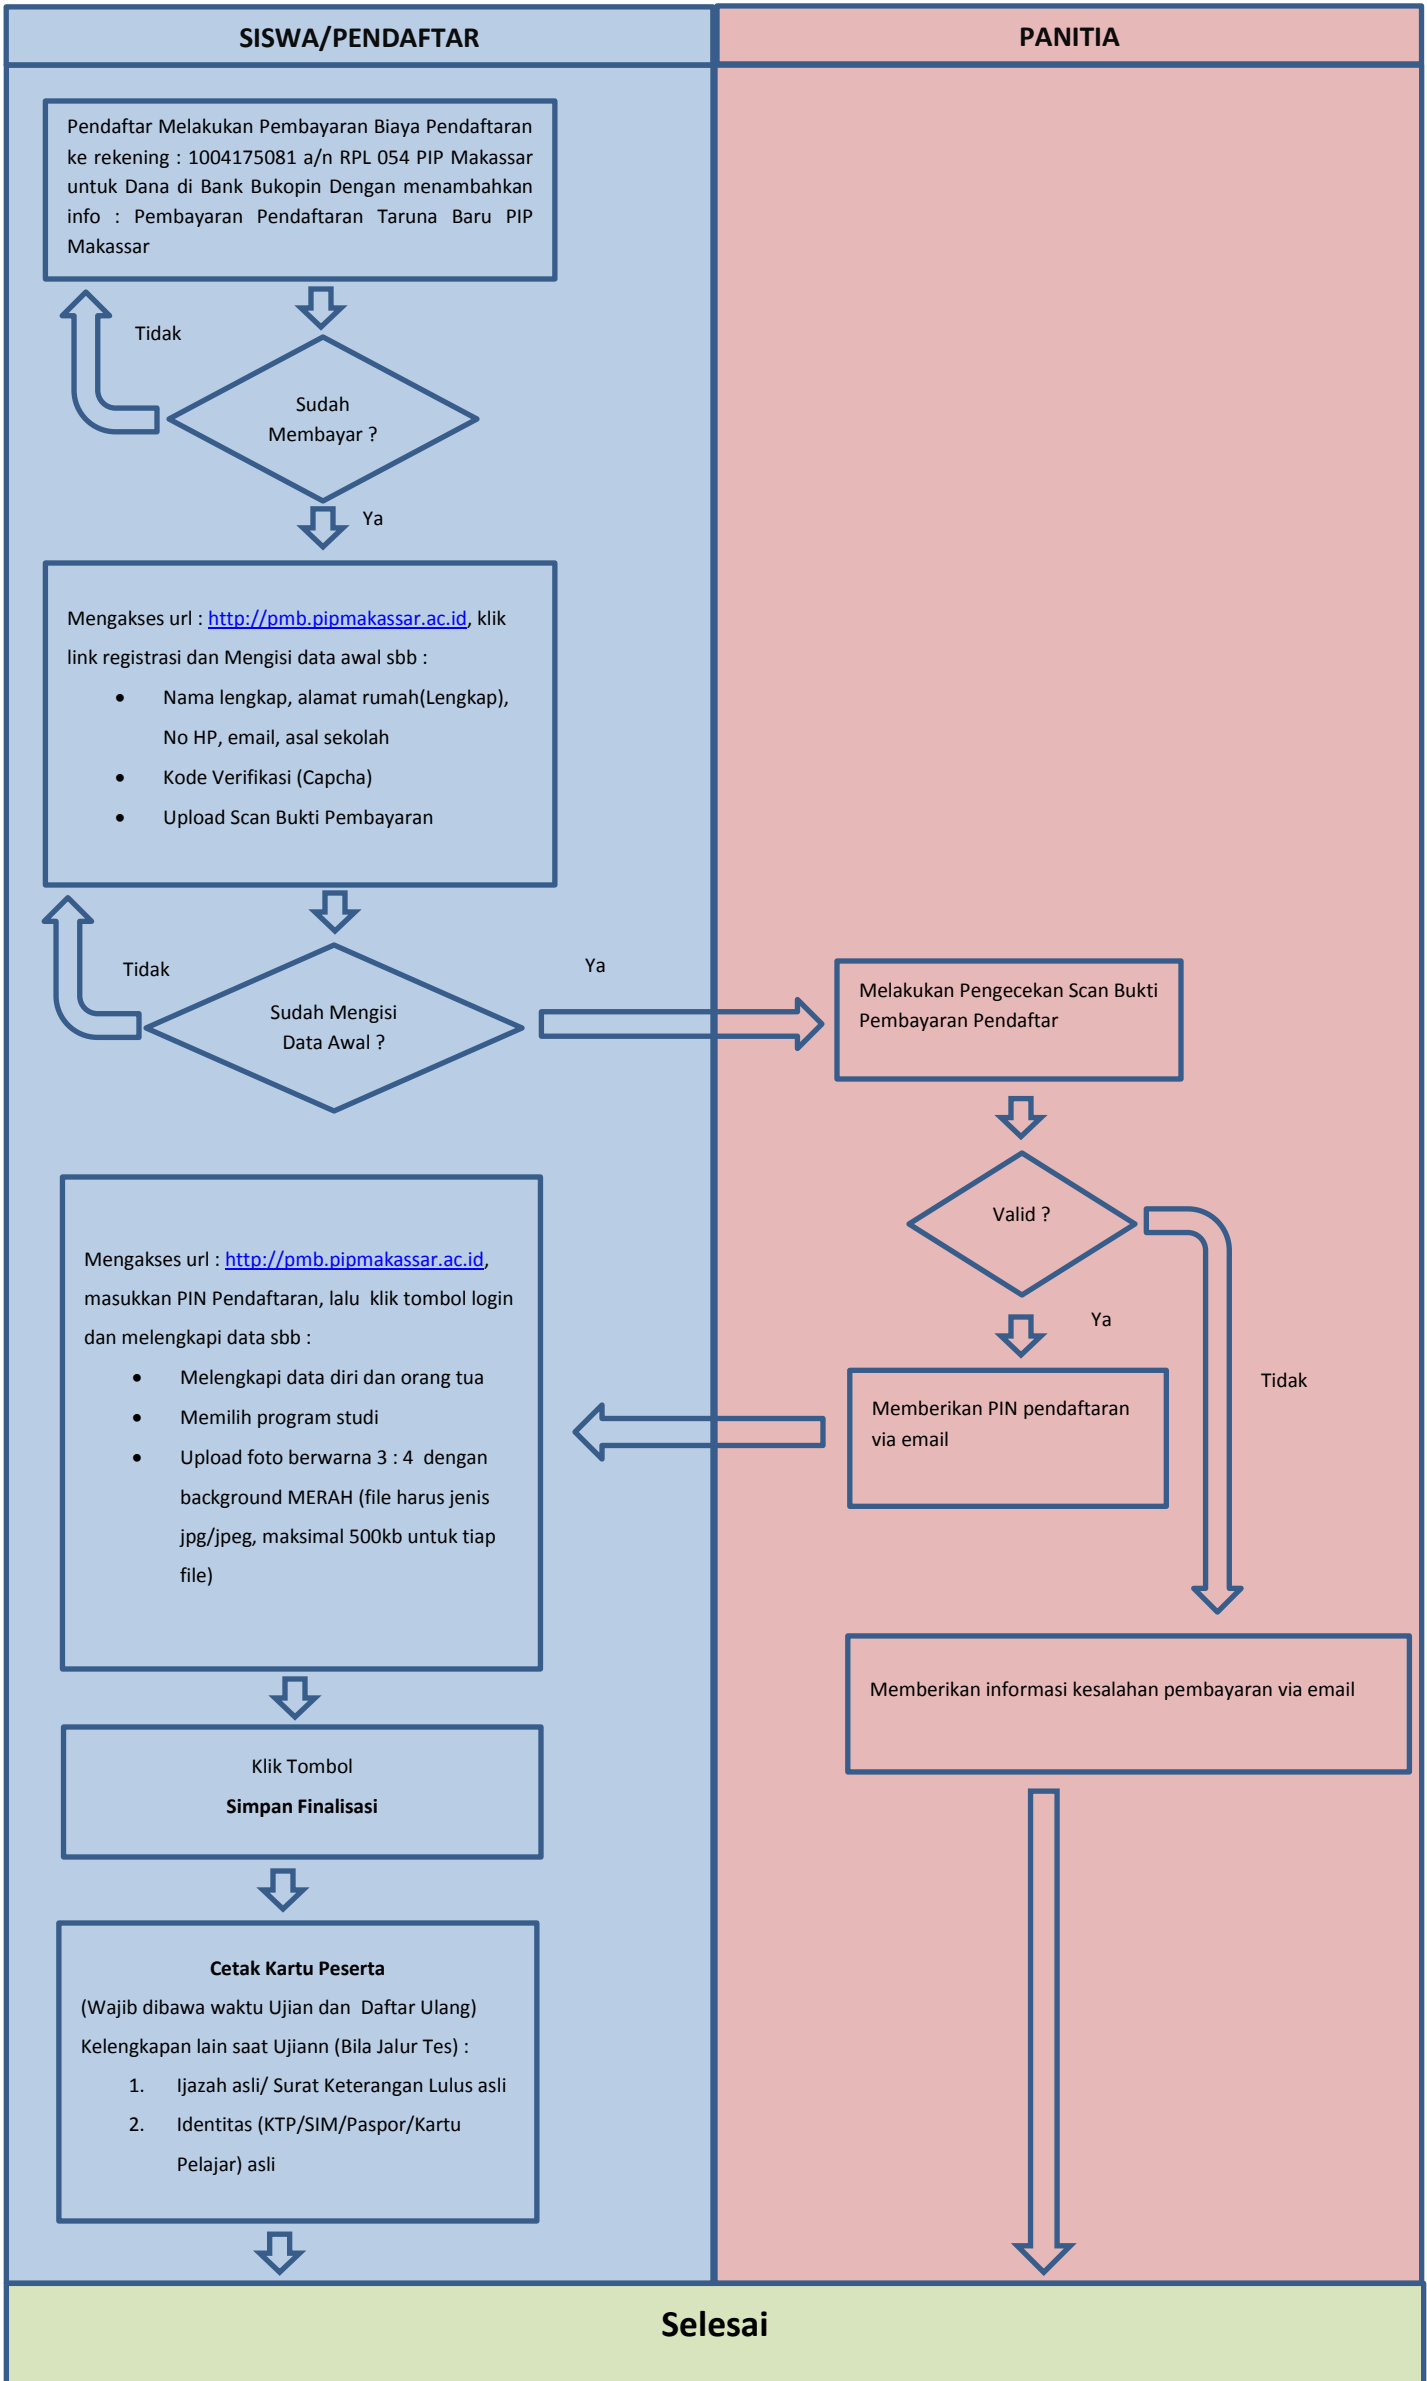 SISWA/PENDAFTAR
PANITIA
Pendaftar Melakukan Pembayaran Biaya Pendaftaran
ke rekening : 1004175081 a/n RPL 054 PIP Makassar
untuk Dana di Bank Bukopin Dengan menambahkan
info : Pembayaran Pendaftaran Taruna Baru PIP
Makassar
Tidak
Sudah
Membayar ?
Ya
Mengakses url : http://pmb.pipmakassar.ac.id, klik
link registrasi dan Mengisi data awal sbb :
• Nama lengkap, alamat rumah(Lengkap),
No HP, email, asal sekolah
• Kode Verifikasi (Capcha)
• Upload Scan Bukti Pembayaran
Tidak
Sudah Mengisi
Data Awal ?
Ya
Melakukan Pengecekan Scan Bukti
Pembayaran Pendaftar
Valid ?
Ya
Tidak
Memberikan PIN pendaftaran
via email
Mengakses url : http://pmb.pipmakassar.ac.id,
masukkan PIN Pendaftaran, lalu klik tombol login
dan melengkapi data sbb :
• Melengkapi data diri dan orang tua
• Memilih program studi
• Upload foto berwarna 3 : 4 dengan
background MERAH (file harus jenis
jpg/jpeg, maksimal 500kb untuk tiap
file)
Memberikan informasi kesalahan pembayaran via email
Klik Tombol
Simpan Finalisasi
Cetak Kartu Peserta
(Wajib dibawa waktu Ujian dan Daftar Ulang)
Kelengkapan lain saat Ujiann (Bila Jalur Tes) :
1. Ijazah asli/ Surat Keterangan Lulus asli
2. Identitas (KTP/SIM/Paspor/Kartu
Pelajar) asli
Selesai